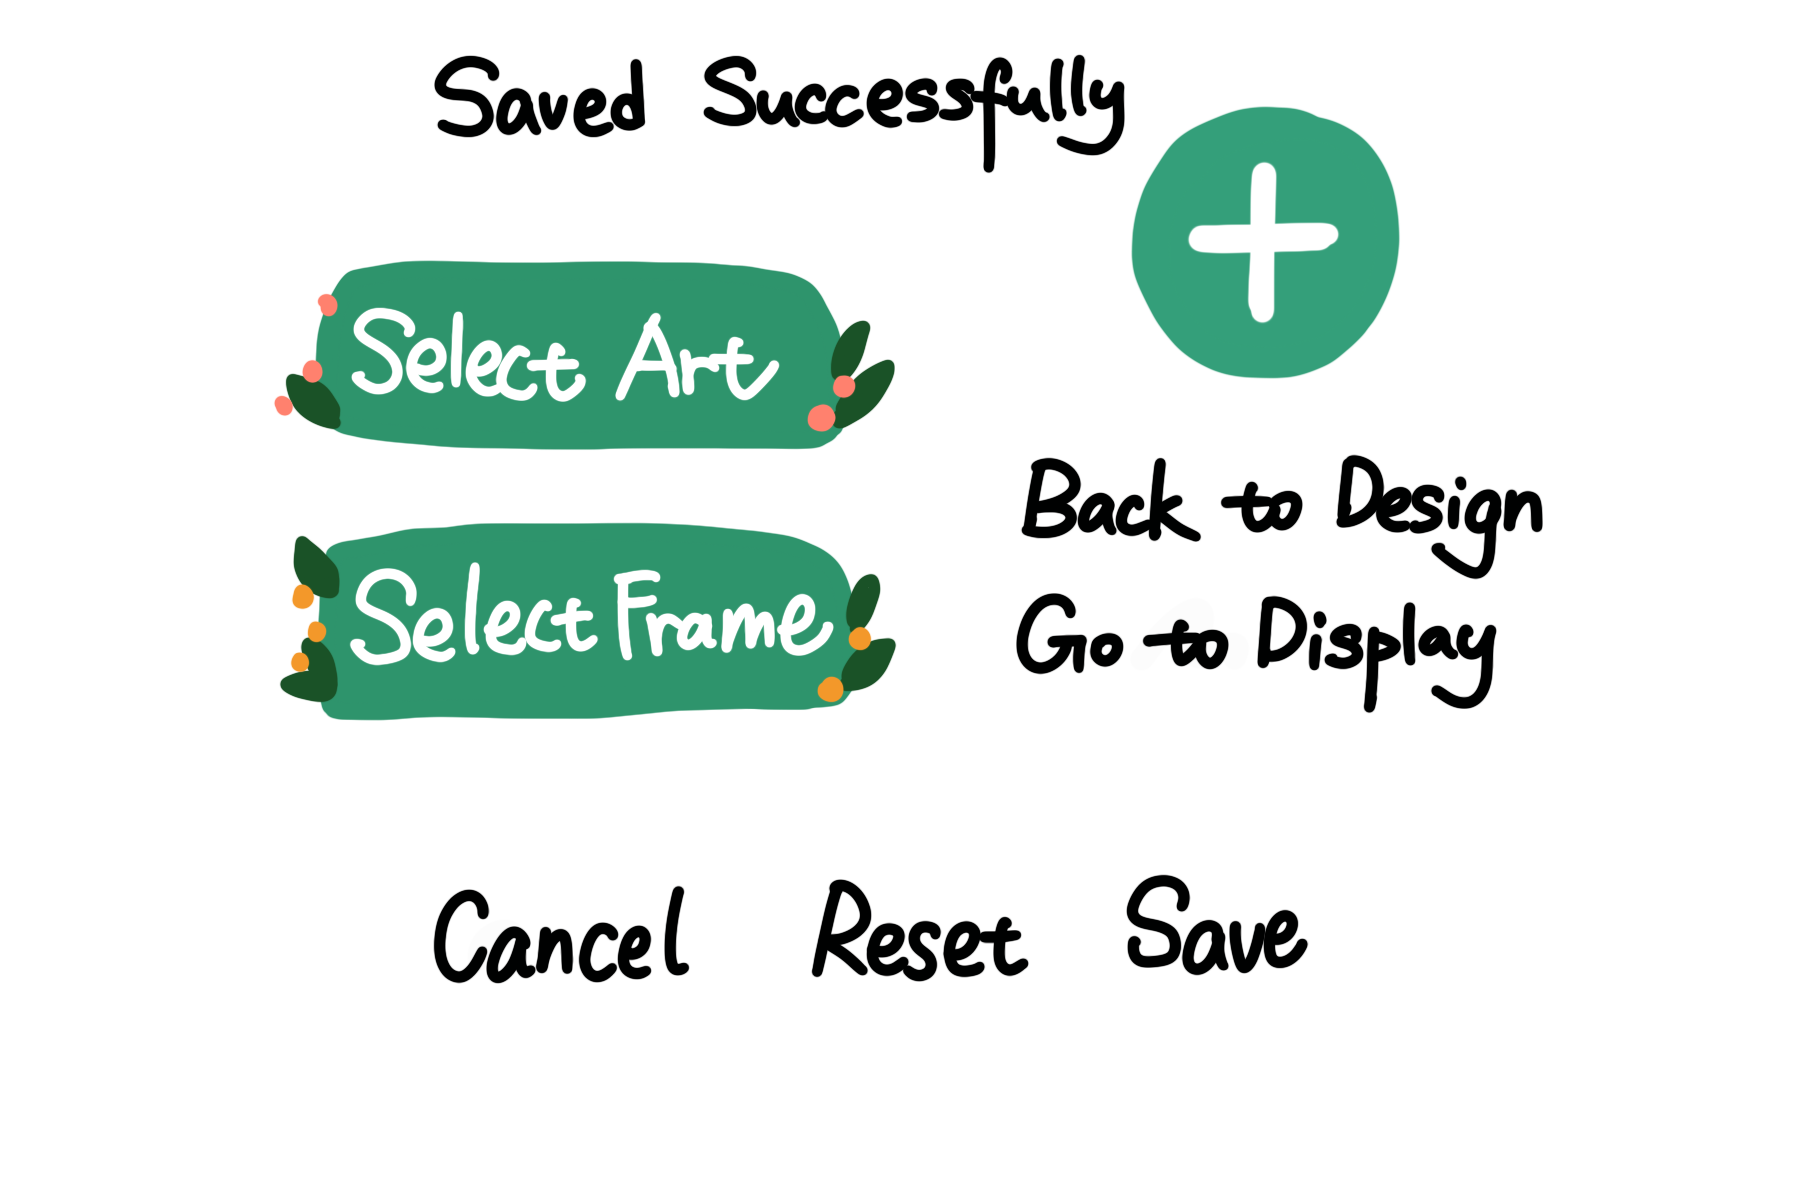 Saved Successfully
+
Select Art
Select Frame
Back to Design
Go to Display
Cancel Reset Save